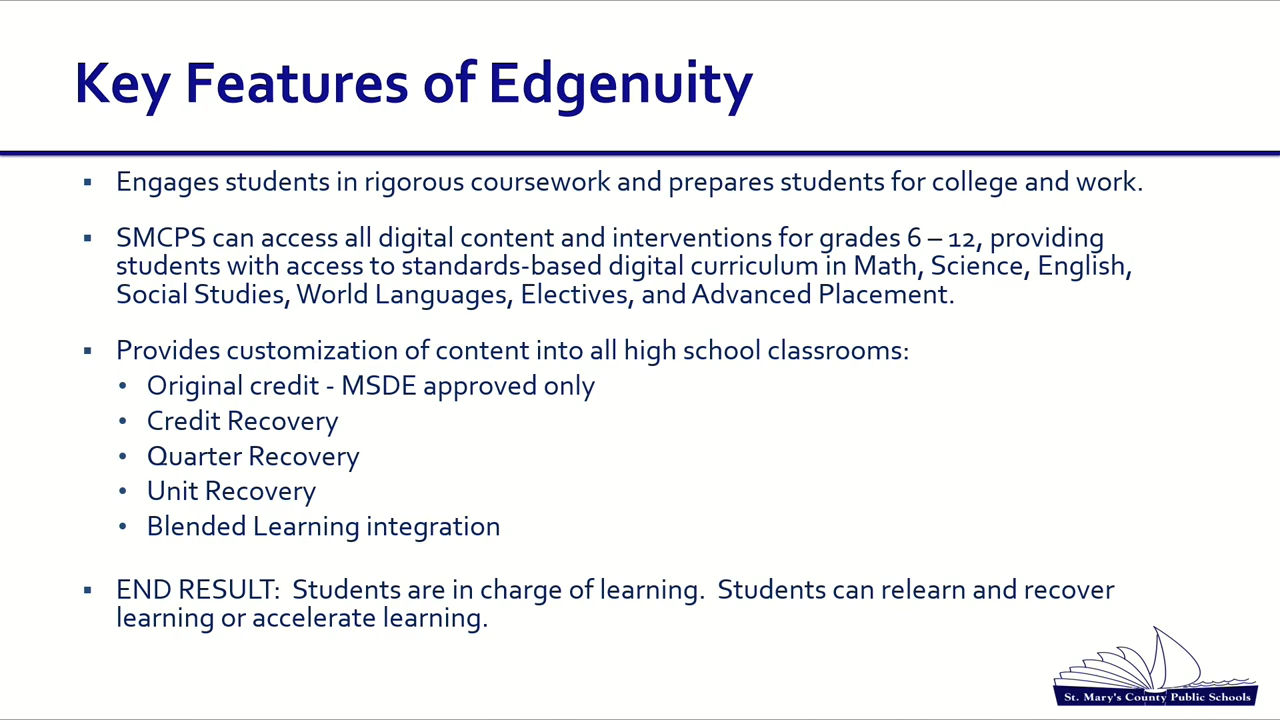 Key Features of Edgenuity
▪ Engages students in rigorous coursework and prepares students for college and work.
▪ SMCPS can access all digital content and interventions for grades 6 – 12, providing
students with access to standards-based digital curriculum in Math, Science, English,
Social Studies, World Languages, Electives, and Advanced Placement.
▪ Provides customization of content into all high school classrooms:
• Original credit - MSDE approved only
• Credit Recovery
• Quarter Recovery
• Unit Recovery
• Blended Learning integration
▪ END RESULT:  Students are in charge of learning.  Students can relearn and recover
learning or accelerate learning.
St. Mary's County Public Schools